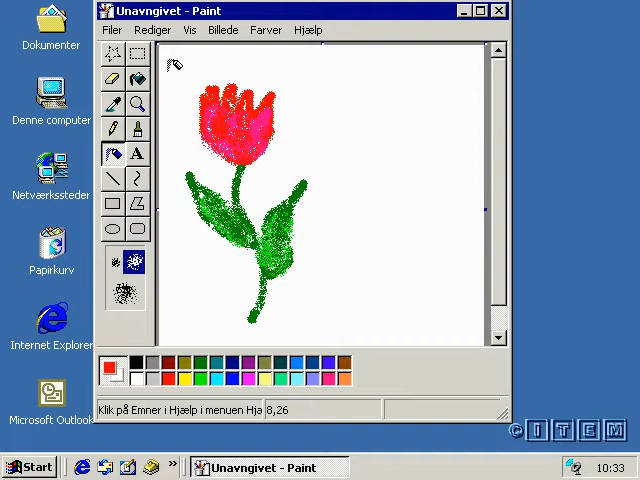 Unavngivet - Paint
Filer Rediger Vis Billede Farver Hjælp
Dokumenter
Denne computer
Netværkssteder
Papirkurv
Internet Explorer
Microsoft Outlook
A
Klik på Emner i Hjælp i menuen Hja
8,26
© ITEM
Start
»
Unavngivet - Paint
10:33